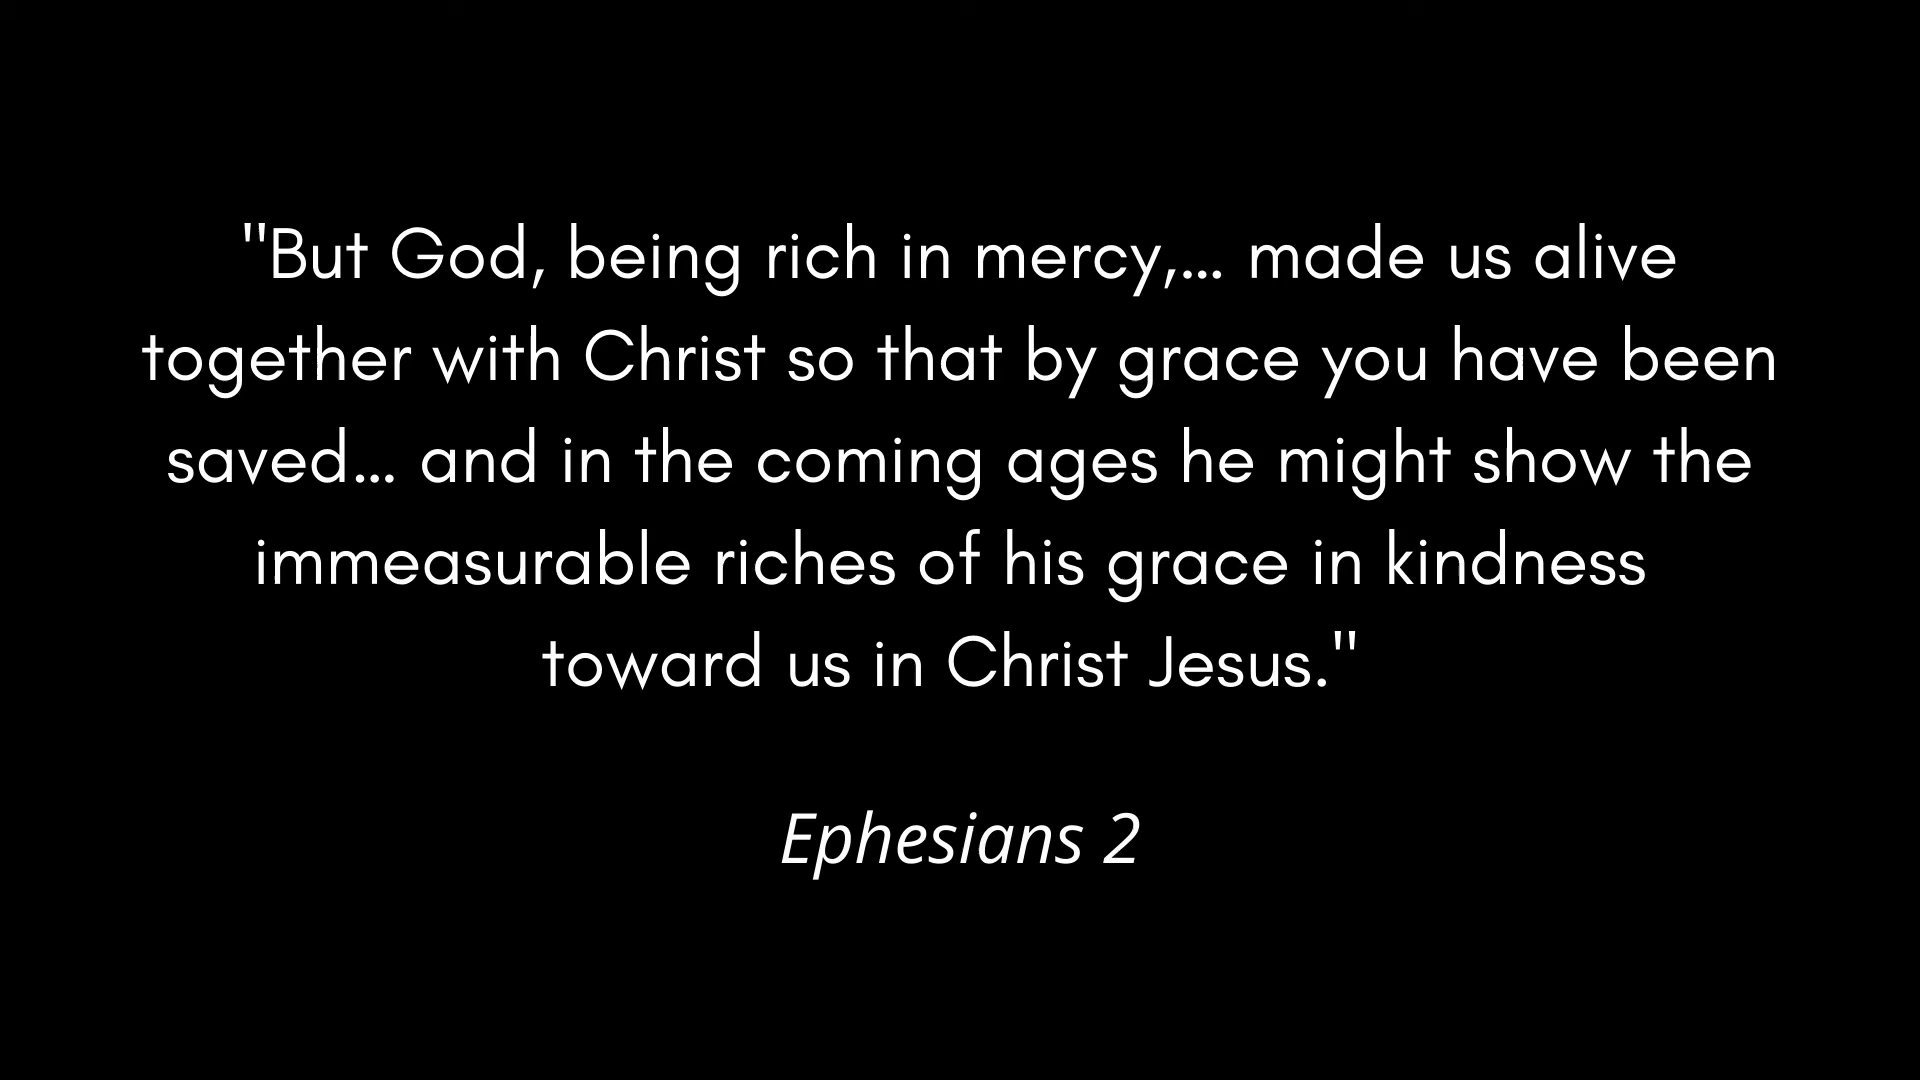 "But God, being rich in mercy,... made us alive
together with Christ so that by grace you have been
saved... and in the coming ages he might show the
immeasurable riches of his grace in kindness
toward us in Christ Jesus."
Ephesians 2